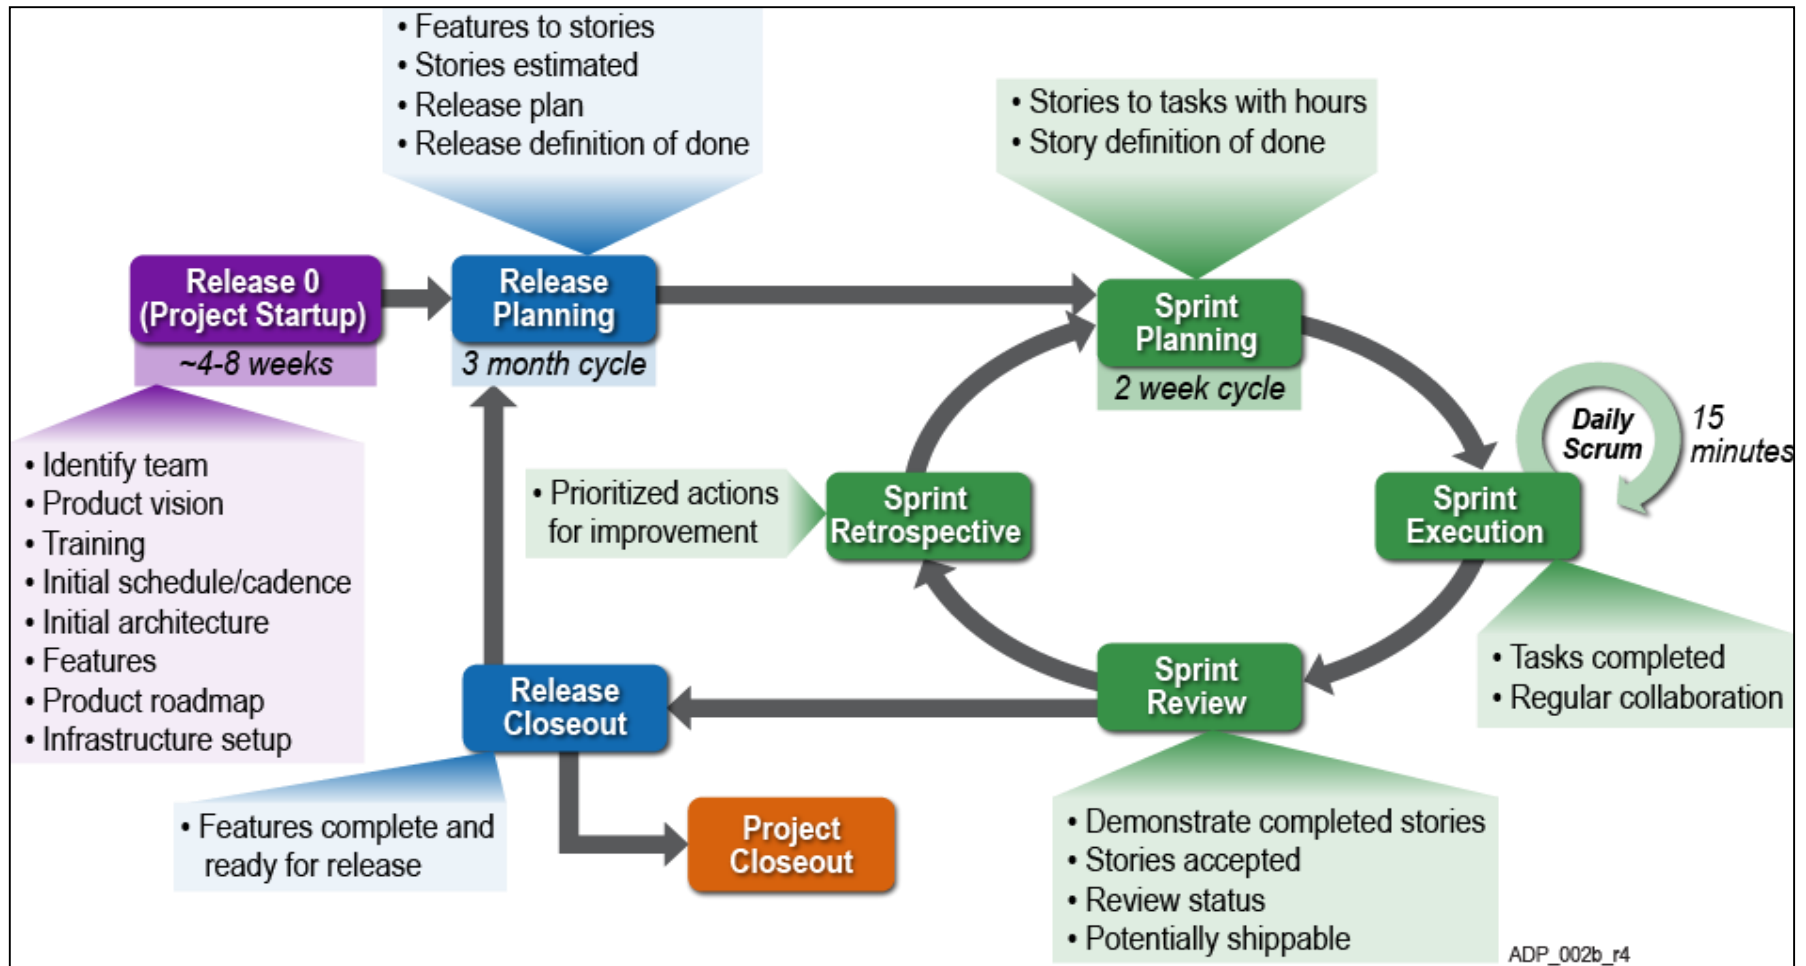 • Features to stories
• Stories estimated
• Release plan
• Release definition of done
• Stories to tasks with hours
• Story definition of done
Release 0
(Project Startup)
~4-8 weeks
Release
Planning
3 month cycle
Sprint
Planning
2 week cycle
Daily
Scrum
15
minutes
• Identify team
• Product vision
• Training
• Initial schedule/cadence
• Initial architecture
• Features
• Product roadmap
• Infrastructure setup
• Prioritized actions
for improvement
Sprint
Retrospective
Sprint
Execution
• Tasks completed
• Regular collaboration
Release
Closeout
Sprint
Review
• Features complete and
ready for release
Project
Closeout
• Demonstrate completed stories
• Stories accepted
• Review status
• Potentially shippable
ADP_002b_r4